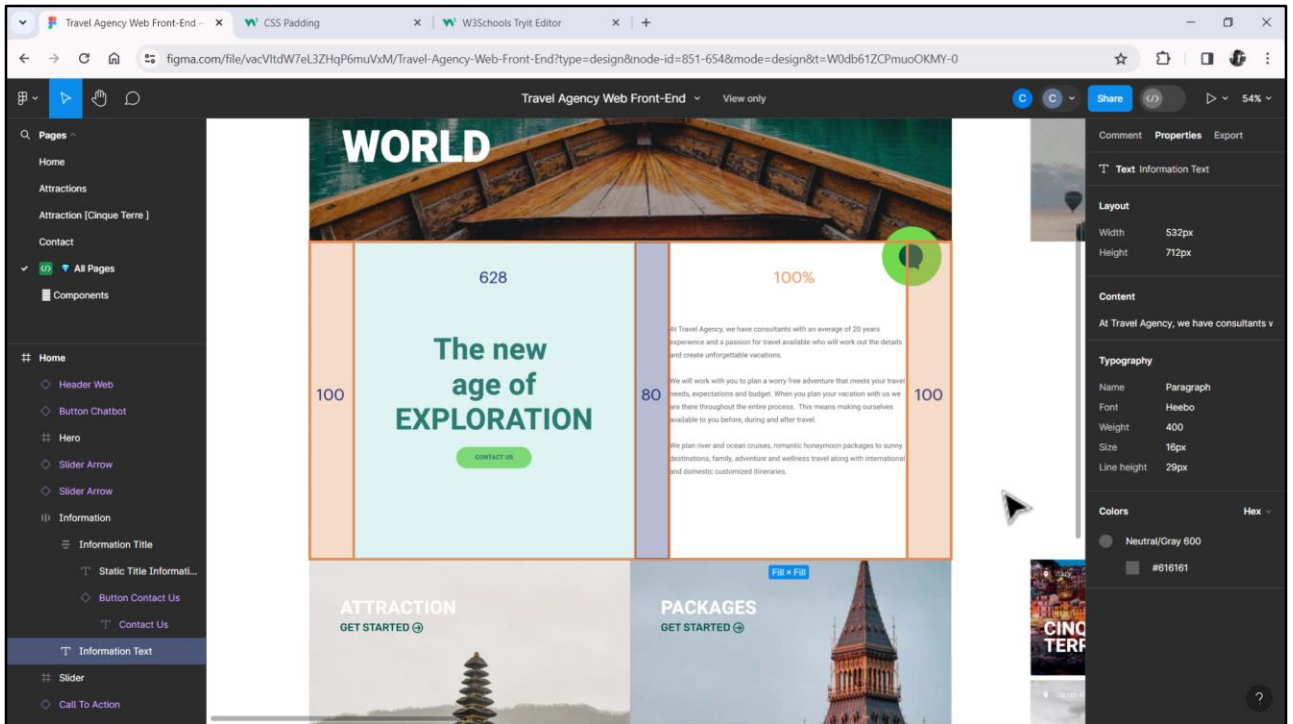 Travel Agency Web Front-End –
CSS Padding
W3Schools Tryit Editor
figma.com/file/vacVItdW7eL3ZHqP6muVxM/Travel-Agency-Web-Front-End?type=design&node-id=851-654&mode=design&t=W0db61ZCPmuoOKMY-0
Travel Agency Web Front-End
View only
C
C
Share
54%
Pages
Home
Attractions
Attraction [Cinque Terre ]
Contact
All Pages
Components
Home
Header Web
Button Chatbot
Hero
Slider Arrow
Slider Arrow
Information
Information Title
Static Title Informati...
Button Contact Us
Contact Us
Information Text
Slider
Call To Action
WORLD
628
100%
100
80
100
The new
age of
EXPLORATION
CONTACT US
At Travel Agency, we have consultants with an average of 20 years
experience and a passion for travel available who will work out the details
and create unforgettable vacations.
We will work with you to plan a worry free adventure that meets your travel
needs, expectations and budget. When you plan your vacation with us we
are there throughout the entire process. This means making ourselves
available to you before, during and after travel.
We plan river and ocean cruises, romantic honeymoon packages to sunny
destinations, family, adventure and wellness travel along with international
and domestic customized itineraries.
Fill × Fill
ATTRACTION
GET STARTED
PACKAGES
GET STARTED
ITALY
CINQ
TERR
Comment Properties Export
Text Information Text
Layout
Width 532px
Height 712px
Content
At Travel Agency, we have consultants v
Typography
Name Paragraph
Font Heebo
Weight 400
Size 16px
Line height 29px
Colors Hex
Neutral/Gray 600
#616161
?